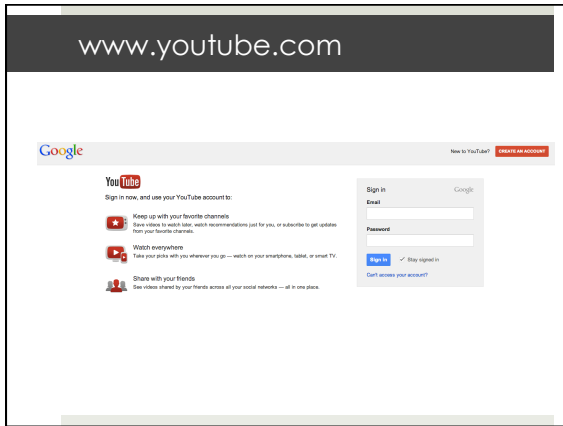 www.youtube.com
Google
New to YouTube? CREATE AN ACCOUNT
YouTube
Sign in now, and use your YouTube account to:
Keep up with your favorite channels
Save videos to watch later, watch recommendations just for you, or subscribe to get updates
from your favorite channels.
Watch everywhere
Take your picks with you wherever you go — watch on your smartphone, tablet, or smart TV.
Share with your friends
See videos shared by your friends across all your social networks — all in one place.
Sign in Google
Email
Password
Sign in ✓ Stay signed in
Can't access your account?